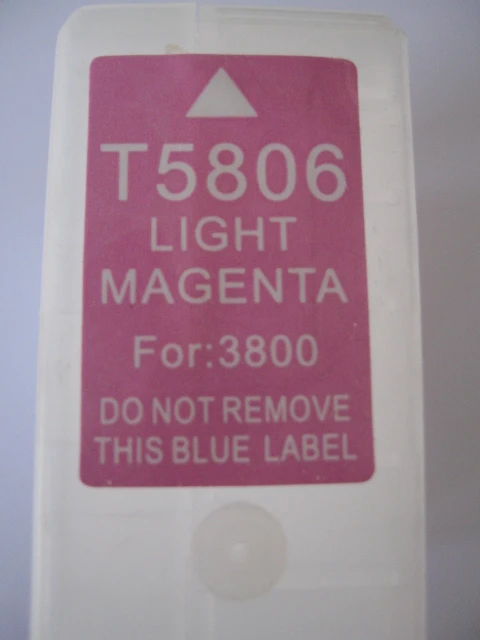 T5806
LIGHT
MAGENTA
For:3800
DO NOT REMOVE
THIS BLUE LABEL